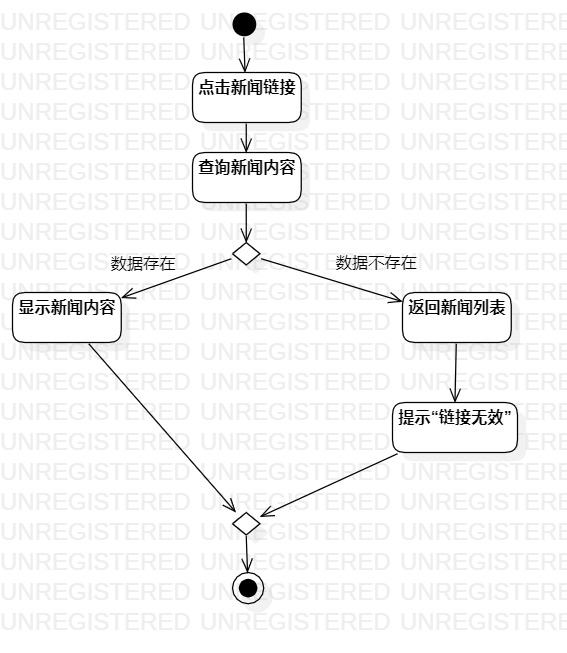 点击新闻链接
查询新闻内容
数据存在
数据不存在
显示新闻内容
返回新闻列表
提示“链接无效”
UNREGISTERED UNREGISTERED UNREGISTERED